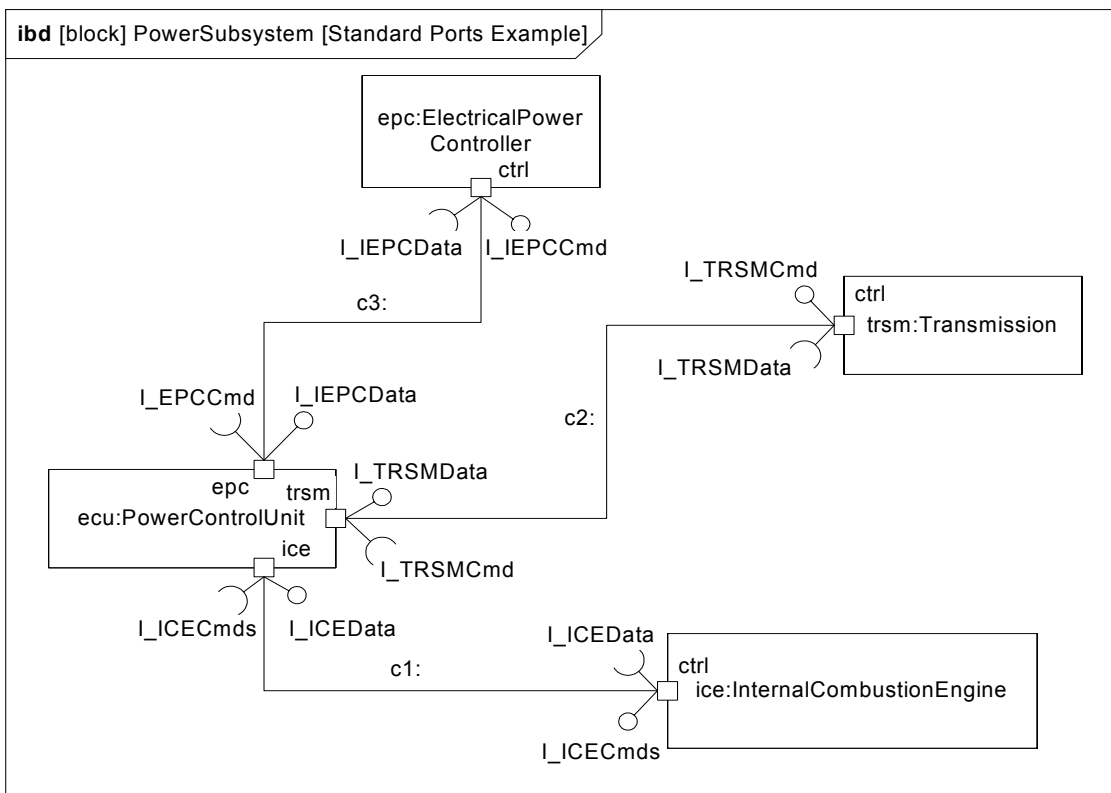 ibd [block] PowerSubsystem [Standard Ports Example]
epc:ElectricalPower
Controller
ctrl
I_IEPCData
I_IEPCCmd
I_TRSMCmd
ctrl
c3:
trsm:Transmission
I_TRSMData
I_EPCCmd
I_IEPCData
c2:
I_TRSMData
epc
trsm
ecu:PowerControlUnit
ice
I_TRSMCmd
I_ICECmds
I_ICEData
I_ICEData
c1:
ctrl
ice:InternalCombustionEngine
I_ICECmds